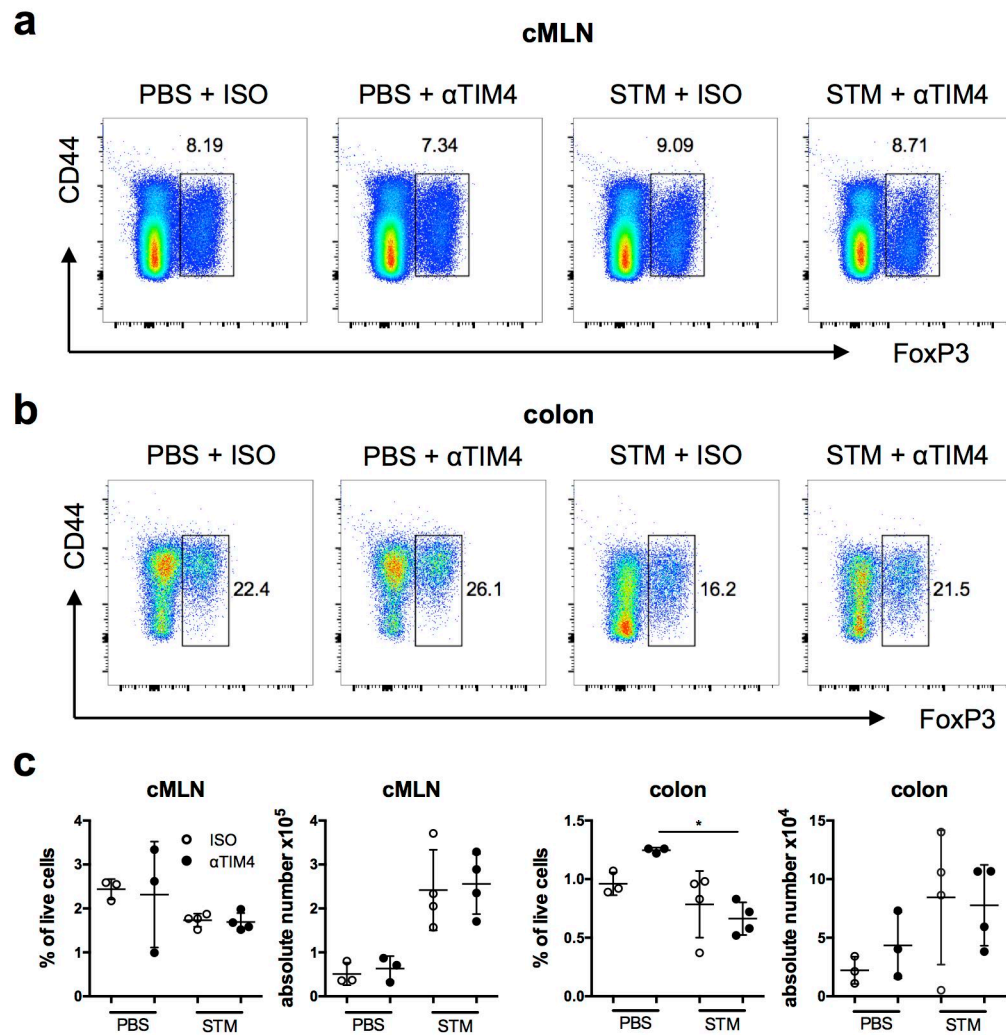 a
cMLN
PBS + ISO PBS + αTIM4 STM + ISO STM + αTIM4
8.19 7.34 9.09 8.71
CD44
FoxP3
b
colon
PBS + ISO PBS + αTIM4 STM + ISO STM + αTIM4
22.4 26.1 16.2 21.5
CD44
FoxP3
c
cMLN cMLN colon colon
% of live cells
4
3
2
1
0
ISO
αTIM4
PBS STM
absolute number x10⁵
4
3
2
1
0
PBS STM
% of live cells
1.5
1.0
0.5
0.0
*
PBS STM
absolute number x10⁴
15
10
5
0
PBS STM